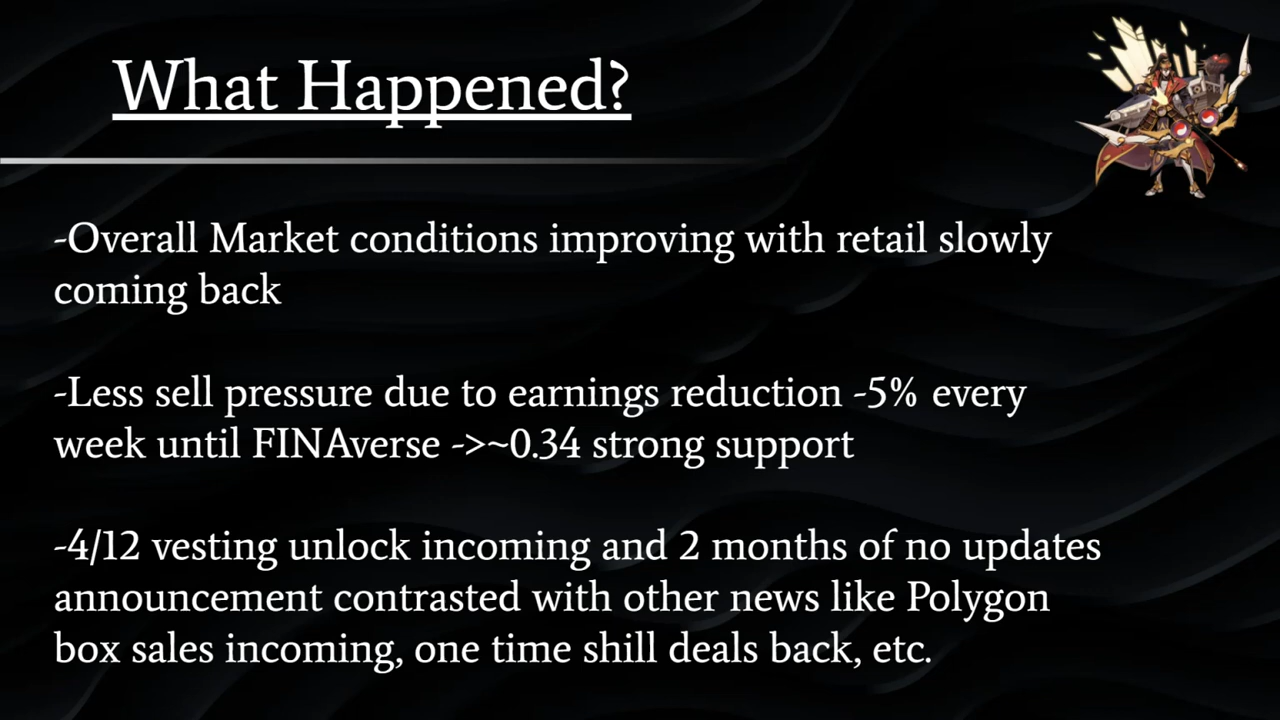 What Happened?
-Overall Market conditions improving with retail slowly
coming back
-Less sell pressure due to earnings reduction -5% every
week until FINAverse ->~0.34 strong support
-4/12 vesting unlock incoming and 2 months of no updates
announcement contrasted with other news like Polygon
box sales incoming, one time shill deals back, etc.